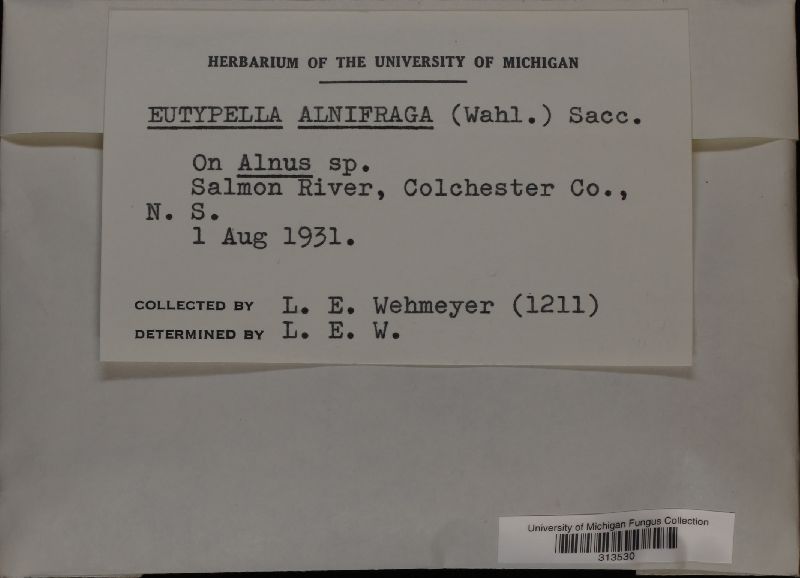 HERBARIUM OF THE UNIVERSITY OF MICHIGAN
EUTYPELLA ALNIFRAGA (Wahl.) Sacc.
On Alnus sp.
Salmon River, Colchester Co.,
N. S.
1 Aug 1931.
COLLECTED BY L. E. Wehmeyer (1211)
DETERMINED BY L. E. W.
University of Michigan Fungus Collection
313530